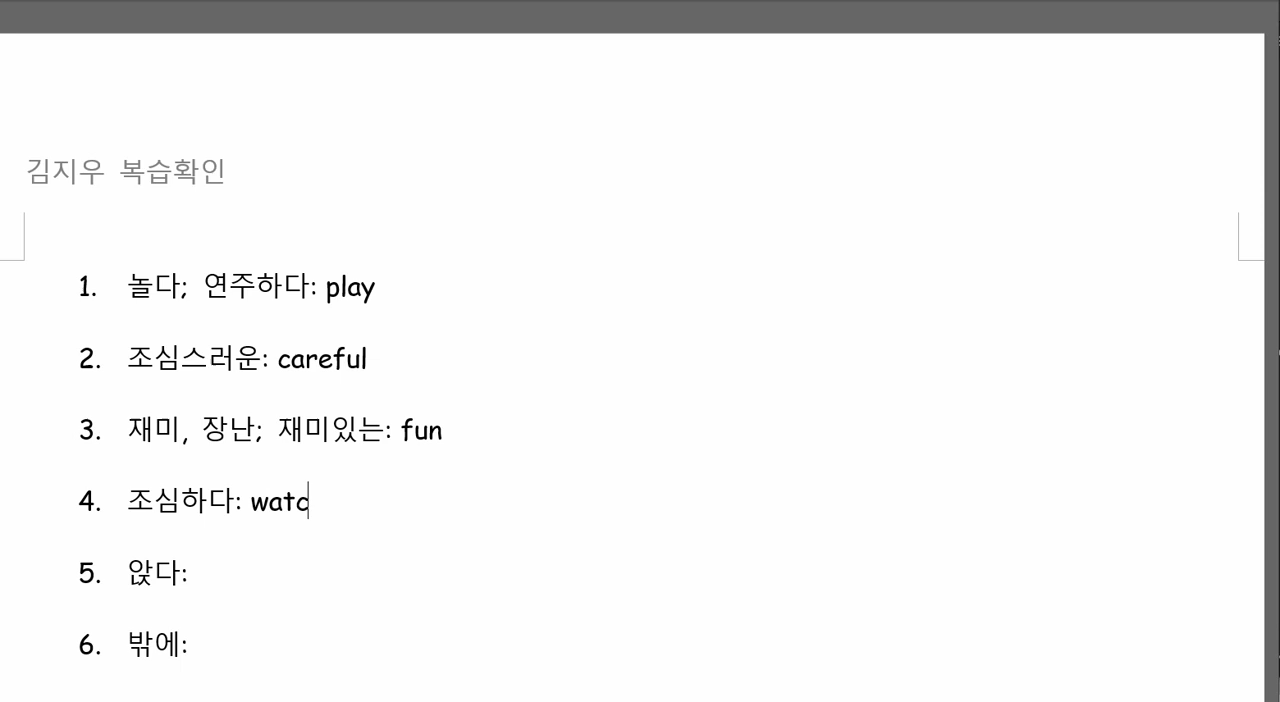 김지우 복습확인
1. 놀다; 연주하다: play
2. 조심스러운: careful
3. 재미, 장난; 재미있는: fun
4. 조심하다: watc
5. 앉다:
6. 밖에: